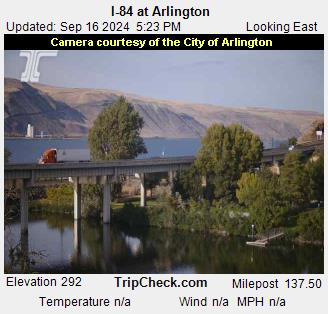 I-84 at Arlington
Updated: Sep 16 2024 5:23 PM Looking East
Camera courtesy of the City of Arlington
Elevation 292 TripCheck.com Milepost 137.50
Temperature n/a Wind n/a MPH n/a